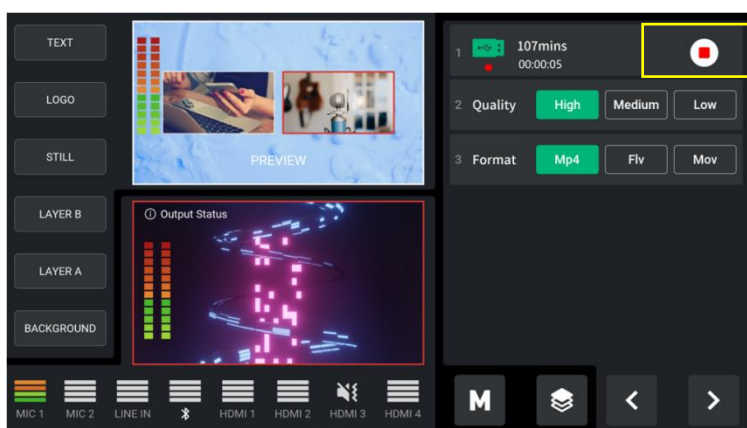 TEXT
LOGO
STILL
LAYER B
LAYER A
BACKGROUND
PREVIEW
Output Status
MIC 1 MIC 2 LINE IN HDMI 1 HDMI 2 HDMI 3 HDMI 4
1 107mins
00:00:05
2 Quality High Medium Low
3 Format Mp4 Flv Mov
M